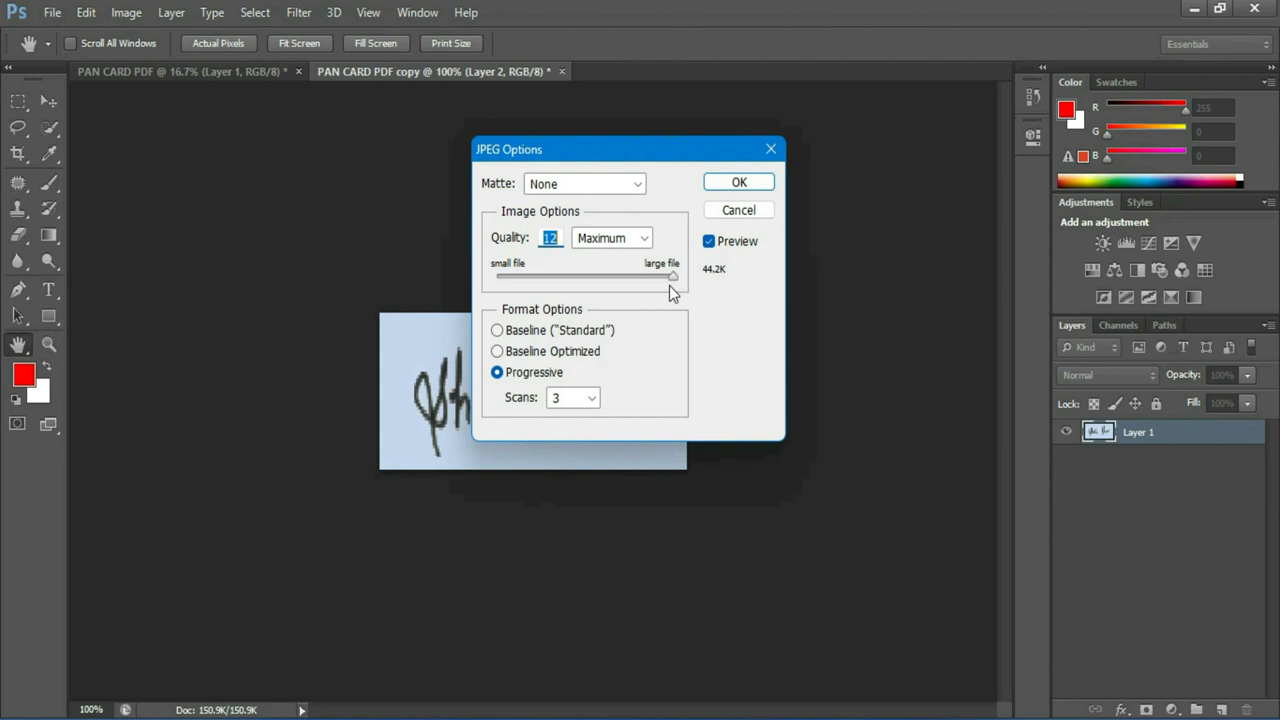 Ps File Edit Image Layer Type Select Filter 3D View Window Help
Scroll All Windows Actual Pixels Fit Screen Fill Screen Print Size Essentials
PAN CARD PDF @ 16.7% (Layer 1, RGB/8) * × PAN CARD PDF copy @ 100% (Layer 2, RGB/8) * ×
JPEG Options
Matte: None OK
Image Options Cancel
Quality: 12 Maximum Preview
small file large file 44.2K
Format Options
Baseline ("Standard")
Baseline Optimized
Progressive
Scans: 3
Color Swatches
R 255
G 0
B 0
Adjustments Styles
Add an adjustment
Layers Channels Paths
Kind
Normal Opacity: 100%
Lock: Fill: 100%
Layer 1
100% Doc: 150.9K/150.9K